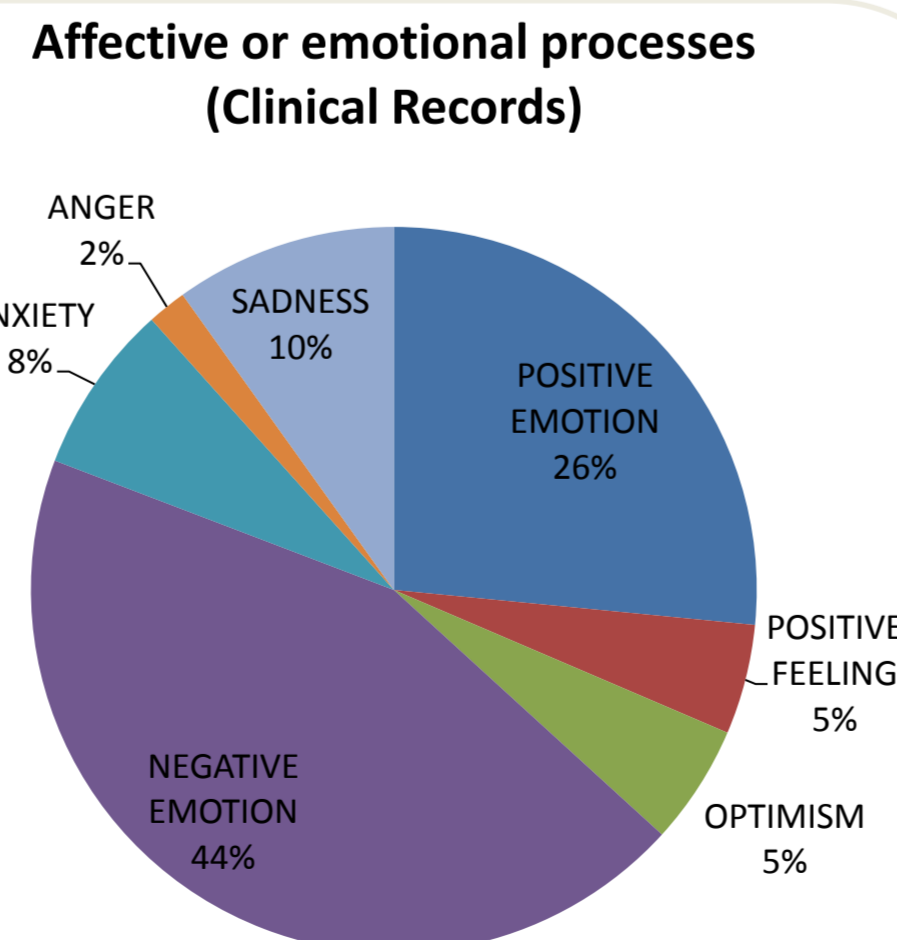 Affective or emotional processes
(Clinical Records)
ANGER
2%
SADNESS
10%
NXIETY
8%
POSITIVE
EMOTION
26%
POSITIVE
FEELING
5%
OPTIMISM
5%
NEGATIVE
EMOTION
44%